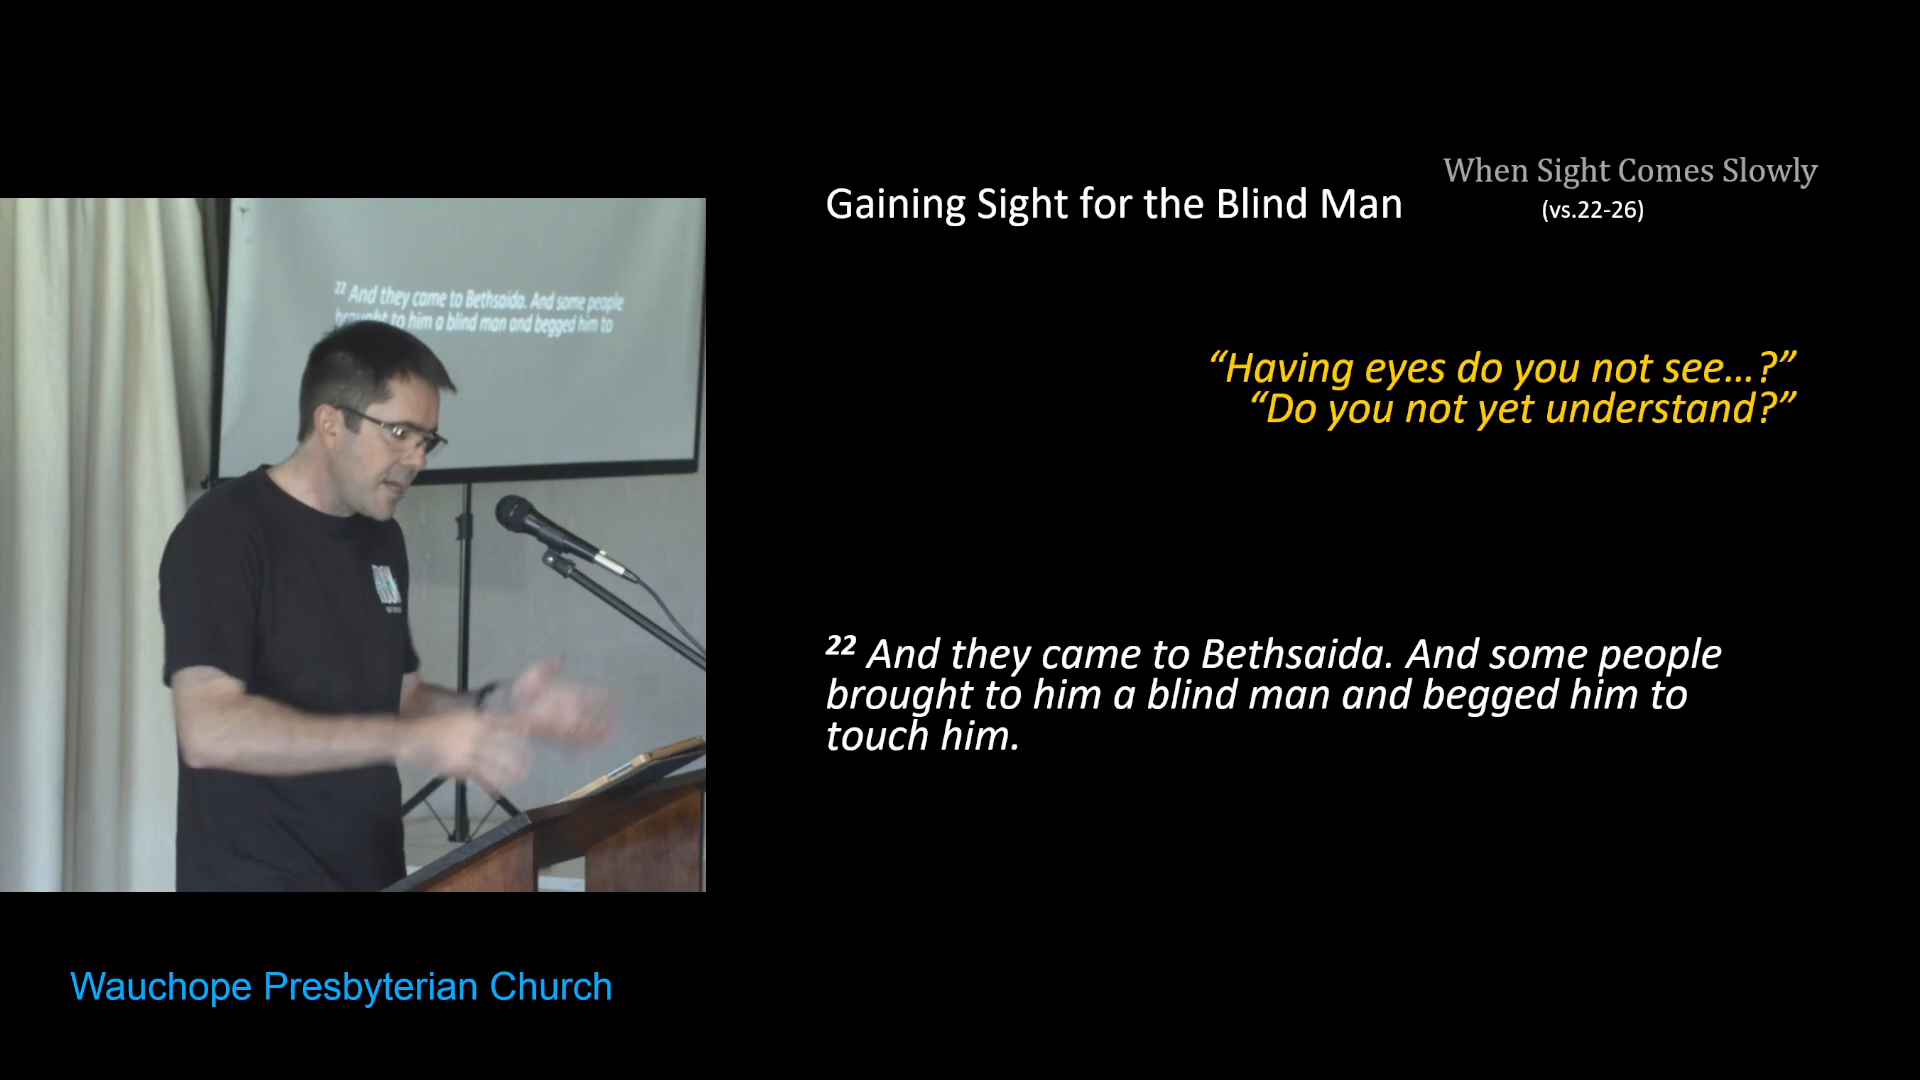 When Sight Comes Slowly
Gaining Sight for the Blind Man
(vs.22-26)
“Having eyes do you not see…?”
“Do you not yet understand?”
22 And they came to Bethsaida. And some people
brought to him a blind man and begged him to
22 And they came to Bethsaida. And some people
brought to him a blind man and begged him to
touch him.
Wauchope Presbyterian Church